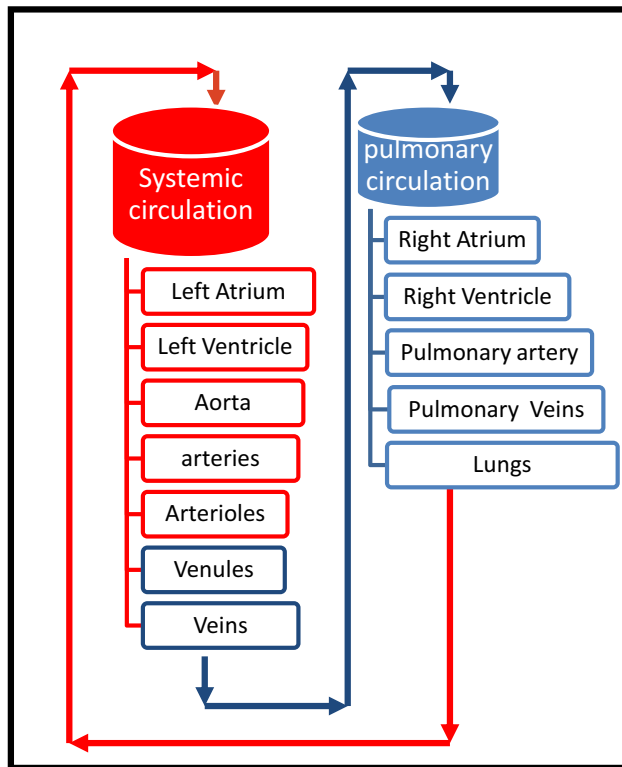 Systemic
circulation
Left Atrium
Left Ventricle
Aorta
arteries
Arterioles
Venules
Veins
pulmonary
circulation
Right Atrium
Right Ventricle
Pulmonary artery
Pulmonary Veins
Lungs